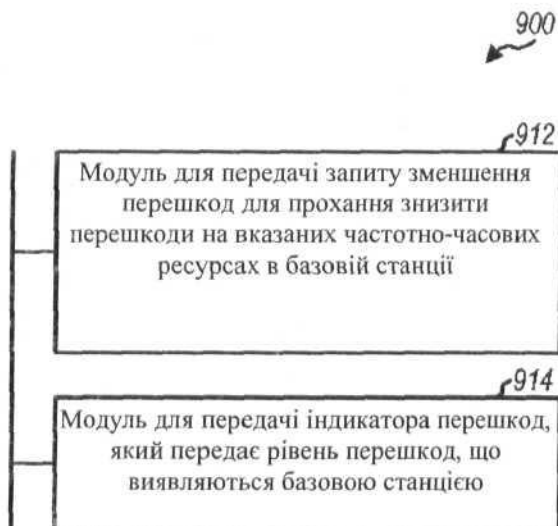 900
912
Модуль для передачі запиту зменшення
перешкод для прохання знизити
перешкоди на вказаних частотно-часових
ресурсах в базовій станції
914
Модуль для передачі індикатора перешкод,
який передає рівень перешкод, що
виявляються базовою станцією